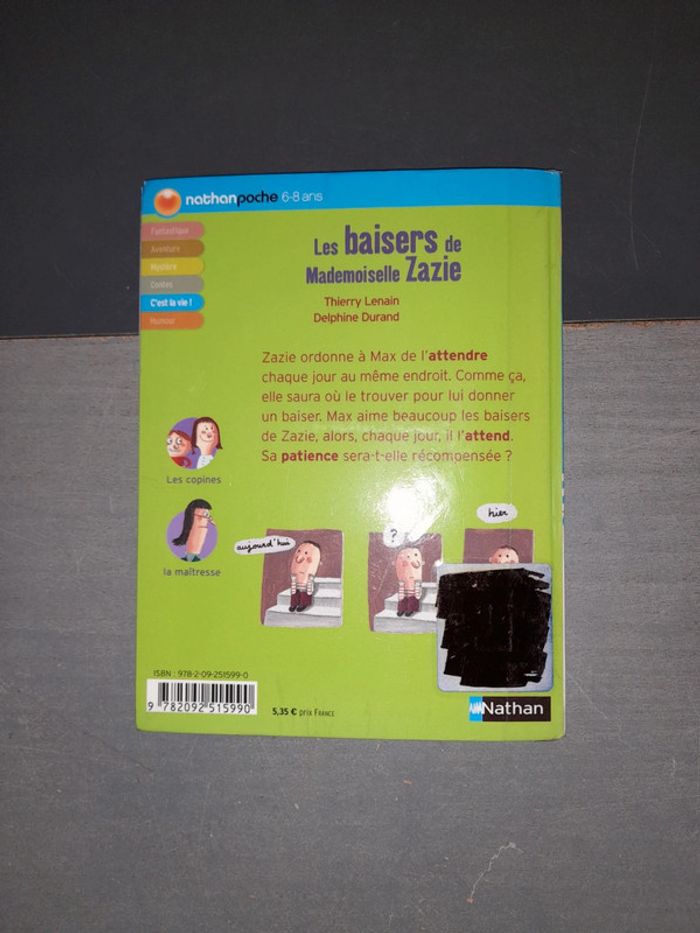 nathanpoche 6-8 ans
Fantastique
Aventure
Mystère
Contes
C'est la vie !
Humour
Les baisers de
Mademoiselle Zazie
Thierry Lenain
Delphine Durand
Zazie ordonne à Max de l'attendre
chaque jour au même endroit. Comme ça,
elle saura où le trouver pour lui donner
un baiser. Max aime beaucoup les baisers
de Zazie, alors, chaque jour, il l'attend.
Sa patience sera-t-elle récompensée ?
Les copines
la maîtresse
aujourd'hui
?
hier
ISBN : 978-2-09-251599-0
9 782092 515990
5,35 € prix France
Nathan